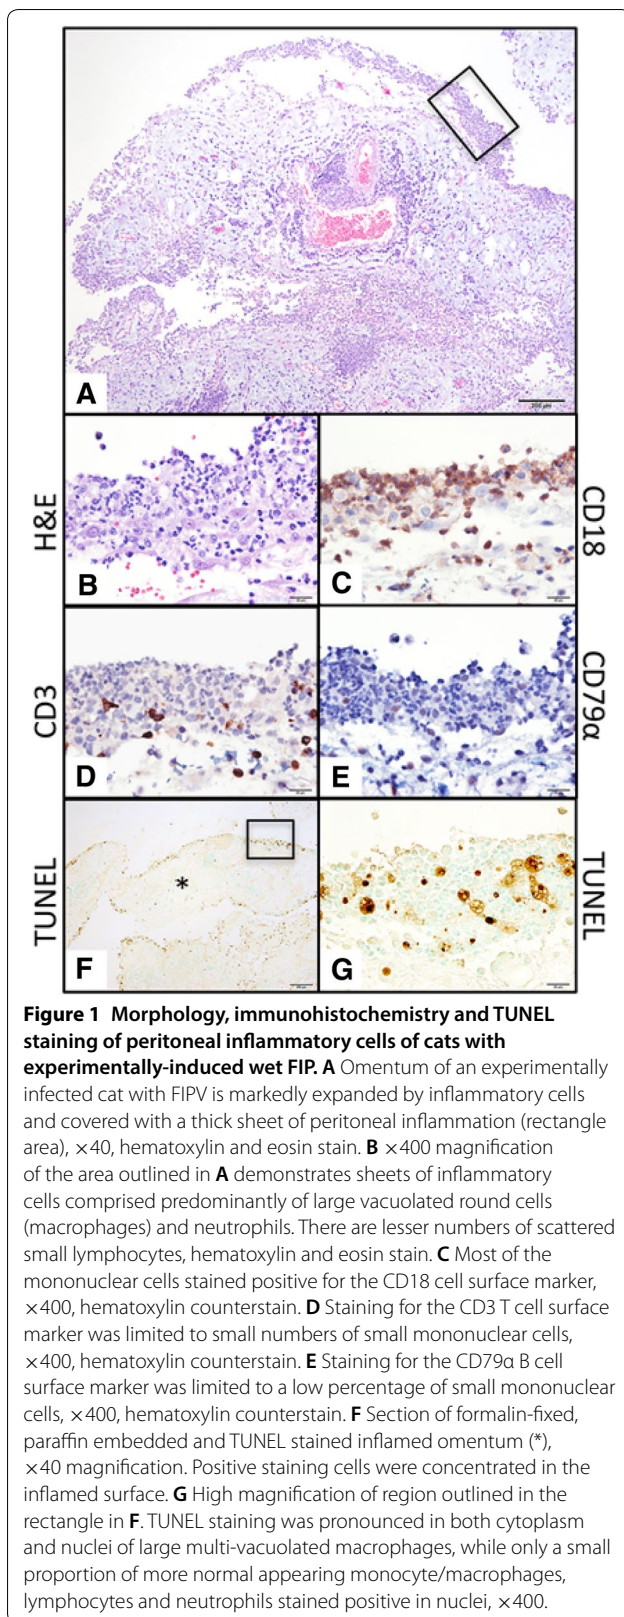 A
H&E
B
C
CD18
CD3
D
E
CD79α
TUNEL
*
F
G
TUNEL
Figure 1 Morphology, immunohistochemistry and TUNEL
staining of peritoneal inflammatory cells of cats with
experimentally-induced wet FIP. A Omentum of an experimentally
infected cat with FIPV is markedly expanded by inflammatory cells
and covered with a thick sheet of peritoneal inflammation (rectangle
area), ×40, hematoxylin and eosin stain. B ×400 magnification
of the area outlined in A demonstrates sheets of inflammatory
cells comprised predominantly of large vacuolated round cells
(macrophages) and neutrophils. There are lesser numbers of scattered
small lymphocytes, hematoxylin and eosin stain. C Most of the
mononuclear cells stained positive for the CD18 cell surface marker,
×400, hematoxylin counterstain. D Staining for the CD3 T cell surface
marker was limited to small numbers of small mononuclear cells,
×400, hematoxylin counterstain. E Staining for the CD79α B cell
surface marker was limited to a low percentage of small mononuclear
cells, ×400, hematoxylin counterstain. F Section of formalin-fixed,
paraffin embedded and TUNEL stained inflamed omentum (*),
×40 magnification. Positive staining cells were concentrated in the
inflamed surface. G High magnification of region outlined in the
rectangle in F. TUNEL staining was pronounced in both cytoplasm
and nuclei of large multi-vacuolated macrophages, while only a small
proportion of more normal appearing monocyte/macrophages,
lymphocytes and neutrophils stained positive in nuclei, ×400.